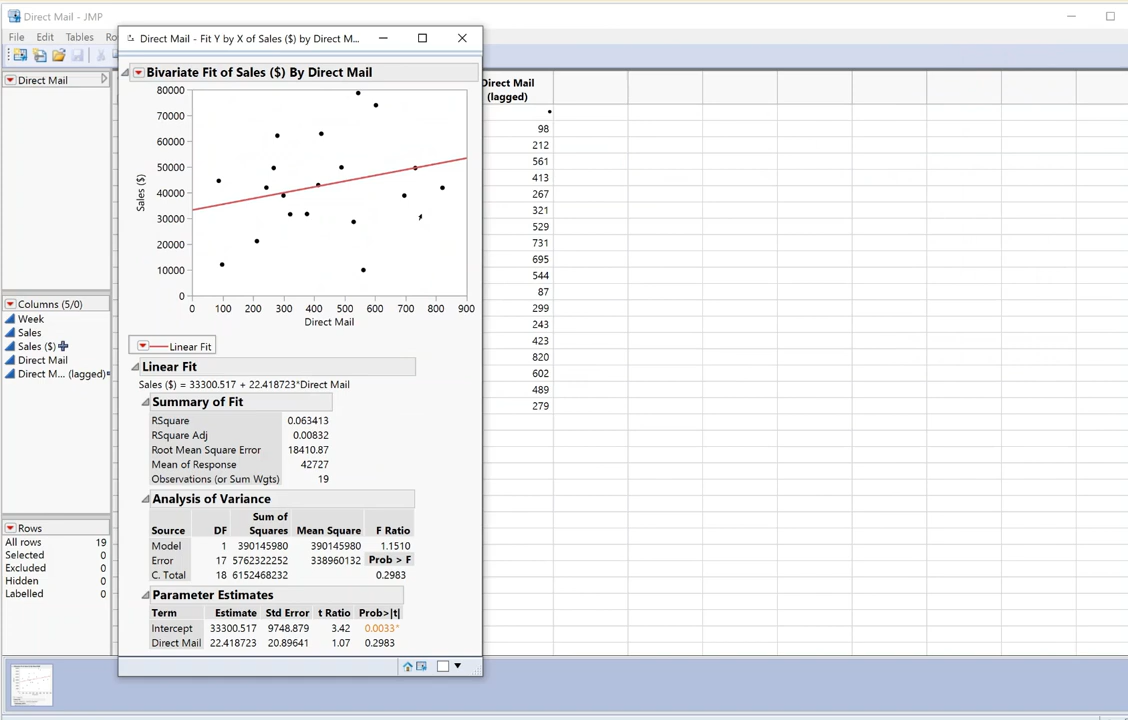 Direct Mail - JMP
File Edit Tables Ro
Direct Mail - Fit Y by X of Sales ($) by Direct M...
Direct Mail
Bivariate Fit of Sales ($) By Direct Mail
80000
70000
60000
50000
40000
30000
20000
10000
0
Sales ($)
0 100 200 300 400 500 600 700 800 900
Direct Mail
Linear Fit
Linear Fit
Sales ($) = 33300.517 + 22.418723*Direct Mail
Summary of Fit
RSquare 0.063413
RSquare Adj 0.00832
Root Mean Square Error 18410.87
Mean of Response 42727
Observations (or Sum Wgts) 19
Analysis of Variance
Sum of
Source DF Squares Mean Square F Ratio
Model 1 390145980 390145980 1.1510
Error 17 5762322252 338960132 Prob > F
C. Total 18 6152468232 0.2983
Parameter Estimates
Term Estimate Std Error t Ratio Prob>|t|
Intercept 33300.517 9748.879 3.42 0.0033*
Direct Mail 22.418723 20.89641 1.07 0.2983
Direct Mail
(lagged)
•
98
212
561
413
267
321
529
731
695
544
87
299
243
423
820
602
489
279
Columns (5/0)
Week
Sales
Sales ($)
Direct Mail
Direct M... (lagged)
Rows
All rows 19
Selected 0
Excluded 0
Hidden 0
Labelled 0